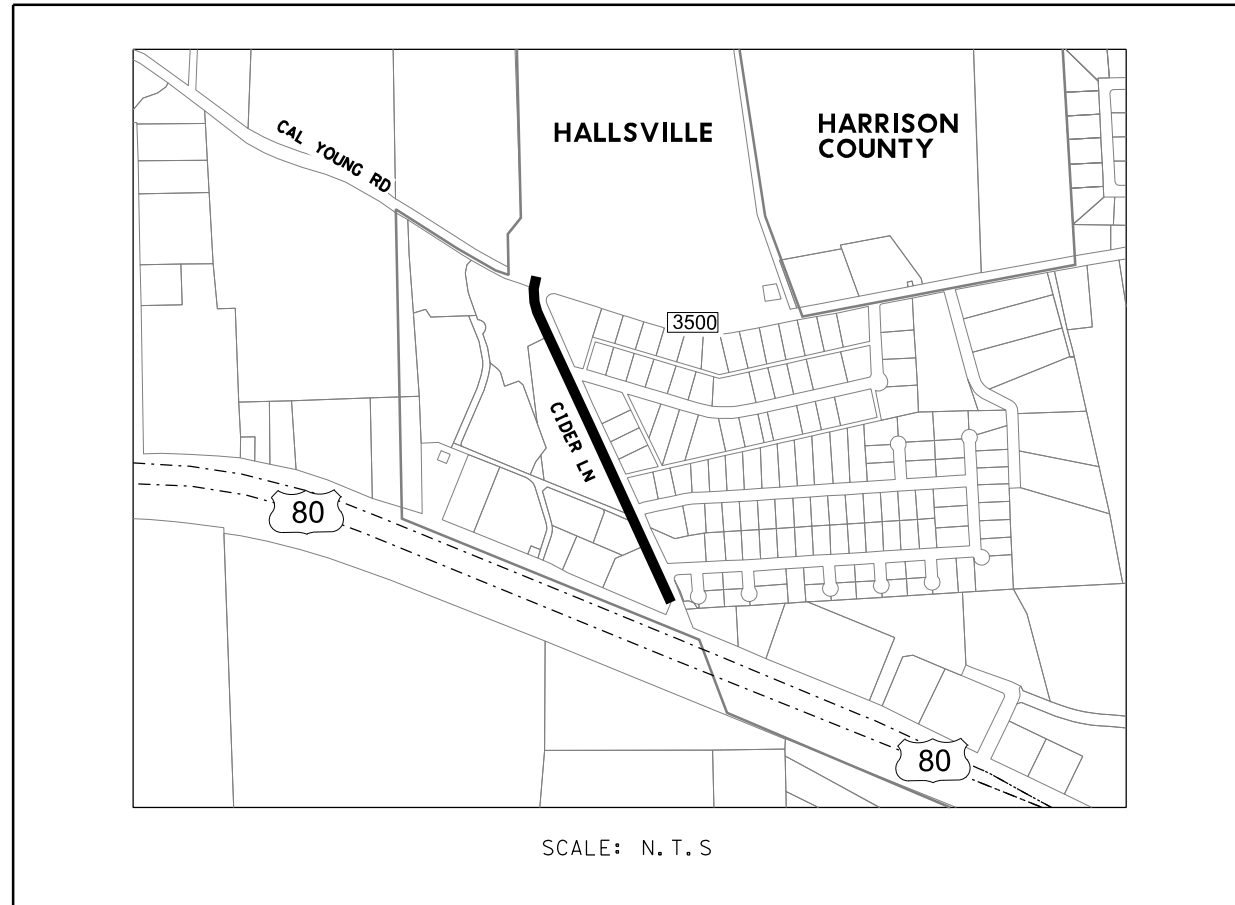 HALLSVILLE
HARRISON
COUNTY
CAL YOUNG RD
3500
CIDER LN
80
80
SCALE: N.T.S